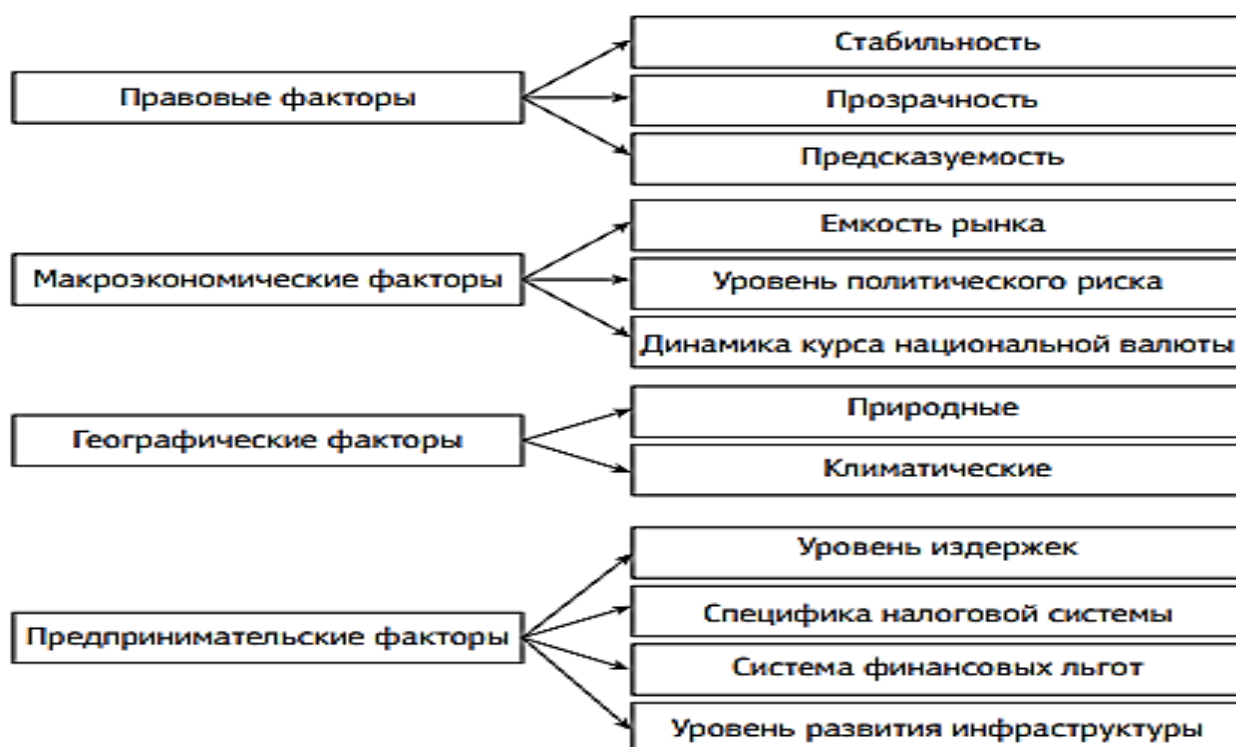 Правовые факторы
Стабильность
Прозрачность
Предсказуемость
Макроэкономические факторы
Емкость рынка
Уровень политического риска
Динамика курса национальной валюты
Географические факторы
Природные
Климатические
Предпринимательские факторы
Уровень издержек
Специфика налоговой системы
Система финансовых льгот
Уровень развития инфраструктуры